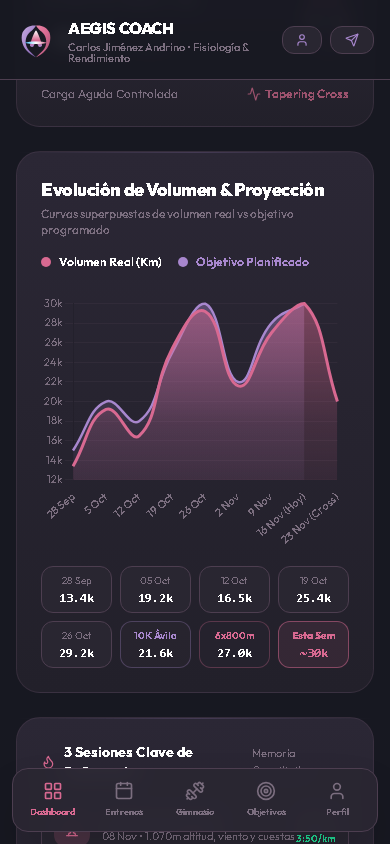 AEGIS COACH
Carlos Jiménez Andrino • Fisiología &
Rendimiento
Carga Aguda Controlada
Tapering Cross
Evolución de Volumen & Proyección
Curvas superpuestas de volumen real vs objetivo
programado
Volumen Real (Km)
Objetivo Planificado
30k
28k
26k
24k
22k
20k
18k
16k
14k
12k
28 Sep
5 Oct
12 Oct
19 Oct
26 Oct
2 Nov
9 Nov
16 Nov (Hoy)
23 Nov (Cross)
28 Sep
05 Oct
12 Oct
19 Oct
13.4k
19.2k
16.5k
25.4k
26 Oct
10K Ávila
6x800m
Esta Sem
29.2k
21.6k
27.0k
~30k
3 Sesiones Clave de
Memoria
Dashboard
Entrenos
Gimnasio
Objetivos
Perfil
08 Nov • 1.070m altitud, viento y cuestas
3:50/km